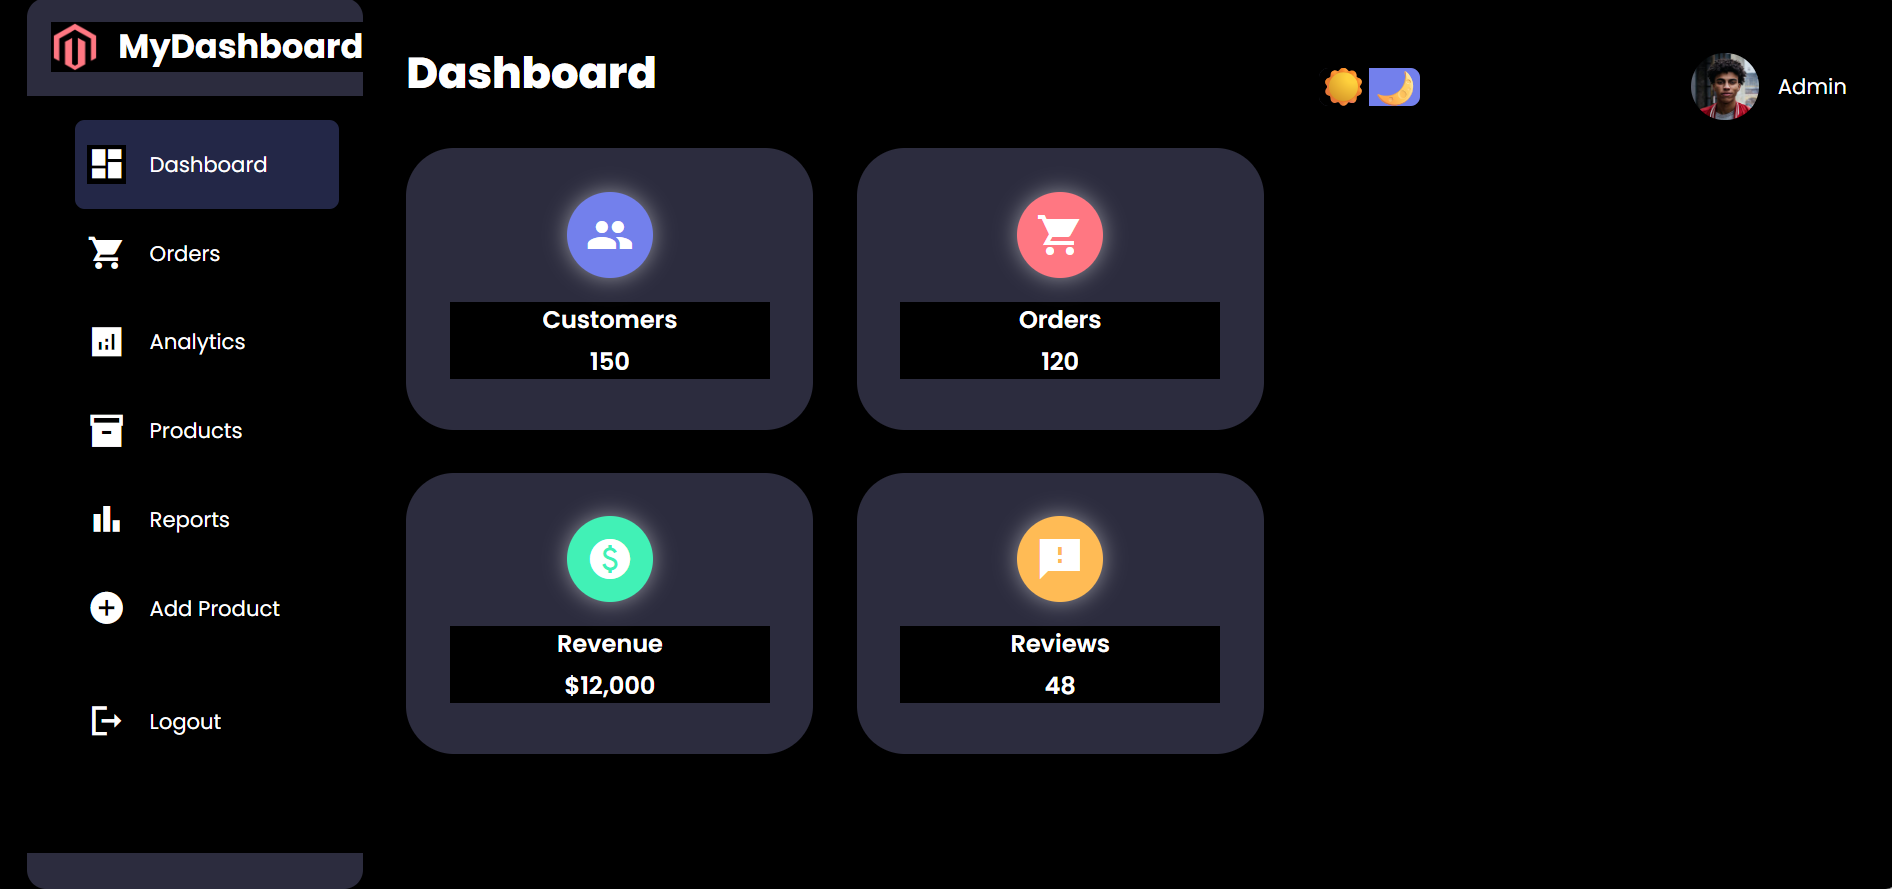 MyDashboard
Dashboard
Orders
Analytics
Products
Reports
Add Product
Logout
Dashboard
Admin
Customers
150
Orders
120
Revenue
$12,000
Reviews
48